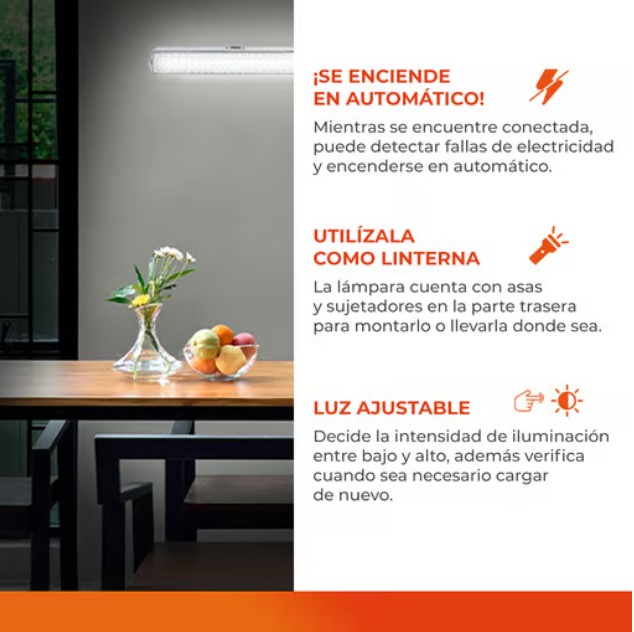 ¡SE ENCIENDE
EN AUTOMÁTICO!
Mientras se encuentre conectada,
puede detectar fallas de electricidad
y encenderse en automático.
UTILÍZALA
COMO LINTERNA
La lámpara cuenta con asas
y sujetadores en la parte trasera
para montarlo o llevarla donde sea.
LUZ AJUSTABLE
Decide la intensidad de iluminación
entre bajo y alto, además verifica
cuando sea necesario cargar
de nuevo.